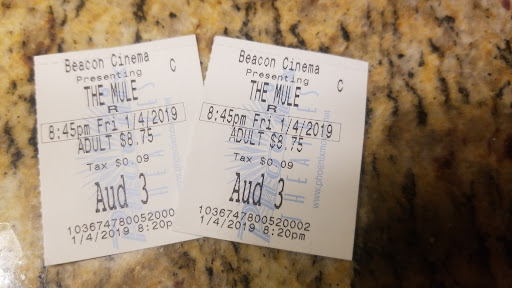 Beacon Cinema
Presenting
C
THE MULE
R
8:45pm Fri 1/4/2019
ADULT $8.75
Tax $0.09
Aud 3
103674780052000
1/4/2019 8:20p
Beacon Cinema
Presenting
C
THE MULE
R
8:45pm Fri 1/4/2019
ADULT $8.75
Tax $0.09
Aud 3
103674780052000 2
1/4/2019 8:20pm
THEATRES